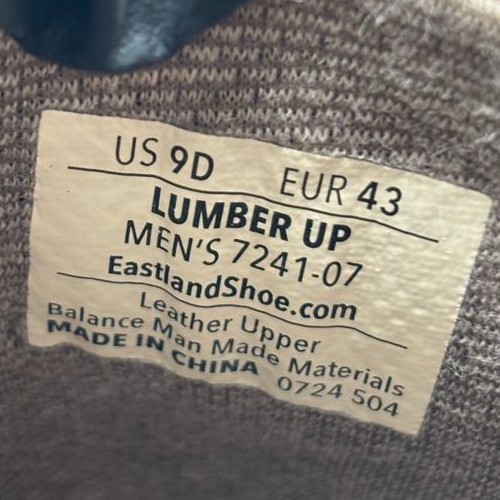 US 9D EUR 43
LUMBER UP
MEN'S 7241-07
EastlandShoe.com
Leather Upper
Balance Man Made Materials
MADE IN CHINA 0724 504